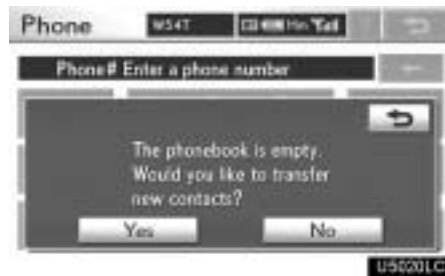 Phone W54T
Phone# Enter a phone number
The phonebook is empty.
Would you like to transfer
new contacts?
Yes No
U5020LC